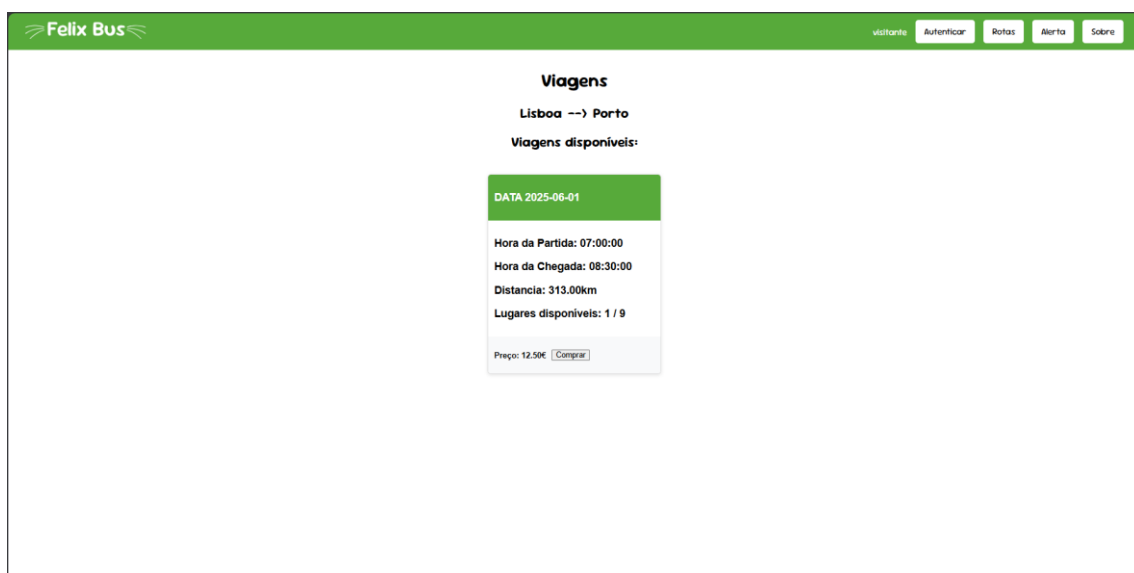 Felix Bus
visitante Autenticar Rotas Alerta Sobre
Viagens
Lisboa --> Porto
Viagens disponíveis:
DATA 2025-06-01
Hora da Partida: 07:00:00
Hora da Chegada: 08:30:00
Distancia: 313.00km
Lugares disponiveis: 1 / 9
Preço: 12.50€ Comprar